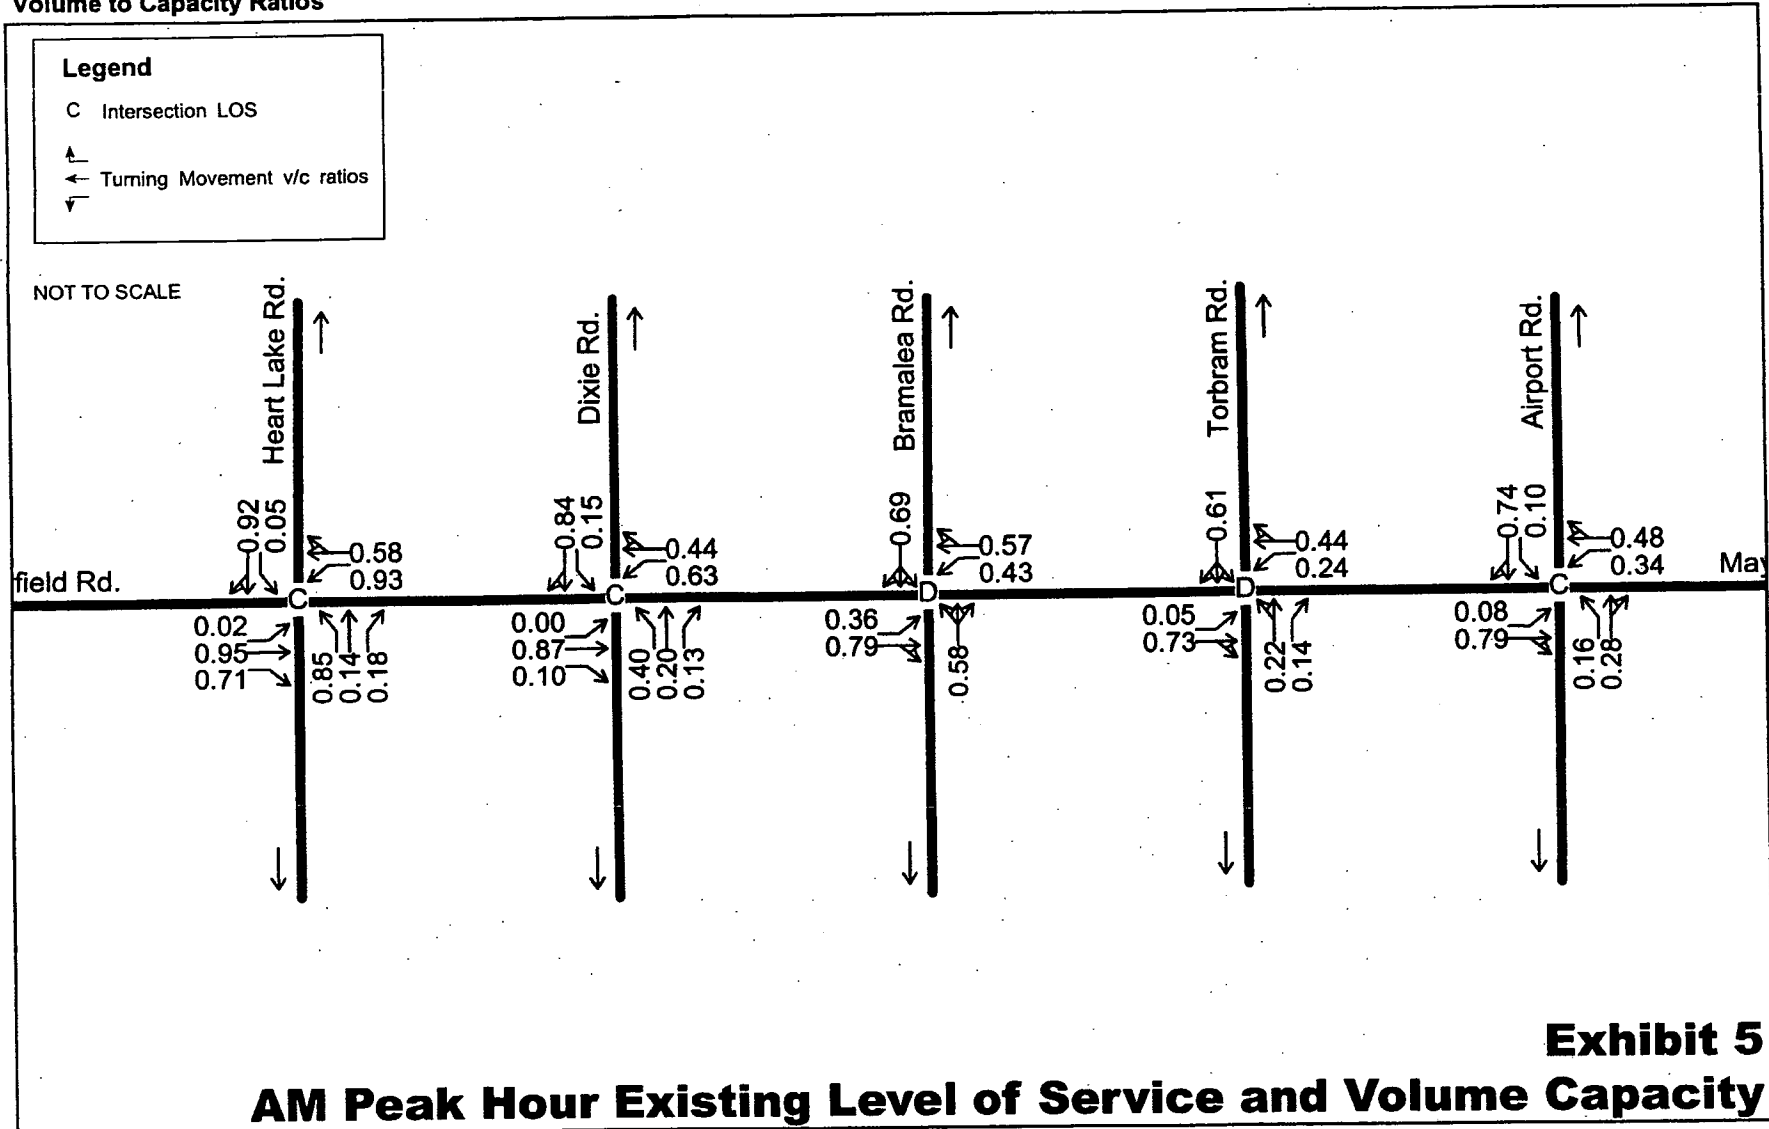 Volume to Capacity Ratios
Legend
C Intersection LOS
Turning Movement v/c ratios
NOT TO SCALE
Heart Lake Rd.
Dixie Rd.
Bramalea Rd.
Torbram Rd.
Airport Rd.
0.92
0.05
0.84
0.15
0.69
0.61
0.74
0.10
0.58
0.93
0.44
0.63
0.57
0.43
0.44
0.24
0.48
0.34
field Rd.
May
C
C
D
D
C
0.02
0.95
0.71
0.85
0.14
0.18
0.00
0.87
0.10
0.40
0.20
0.13
0.36
0.79
0.58
0.05
0.73
0.22
0.14
0.08
0.79
0.16
0.28
Exhibit 5
AM Peak Hour Existing Level of Service and Volume Capacity